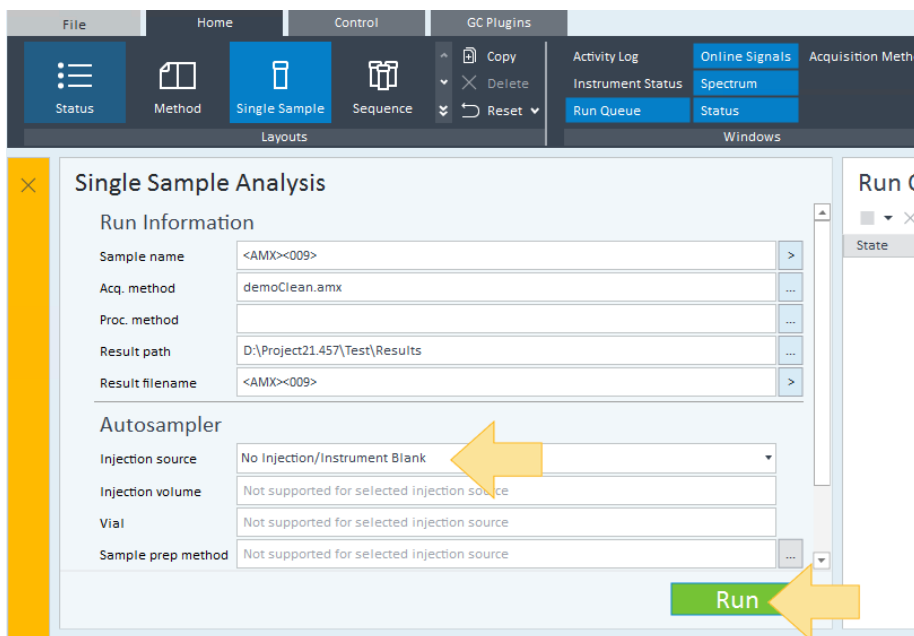 File Home Control GC Plugins
Copy Activity Log Online Signals Acquisition Meth
Delete Instrument Status Spectrum
Status Method Single Sample Sequence Reset Run Queue Status
Layouts Windows
Single Sample Analysis
Run Information
Sample name <AMX><009> >
Acq. method demoClean.amx ...
Proc. method ...
Result path D:\Project21.457\Test\Results ...
Result filename <AMX><009> >
Autosampler
Injection source No Injection/Instrument Blank
Injection volume Not supported for selected injection source
Vial Not supported for selected injection source
Sample prep method Not supported for selected injection source ...
Run
Run
State